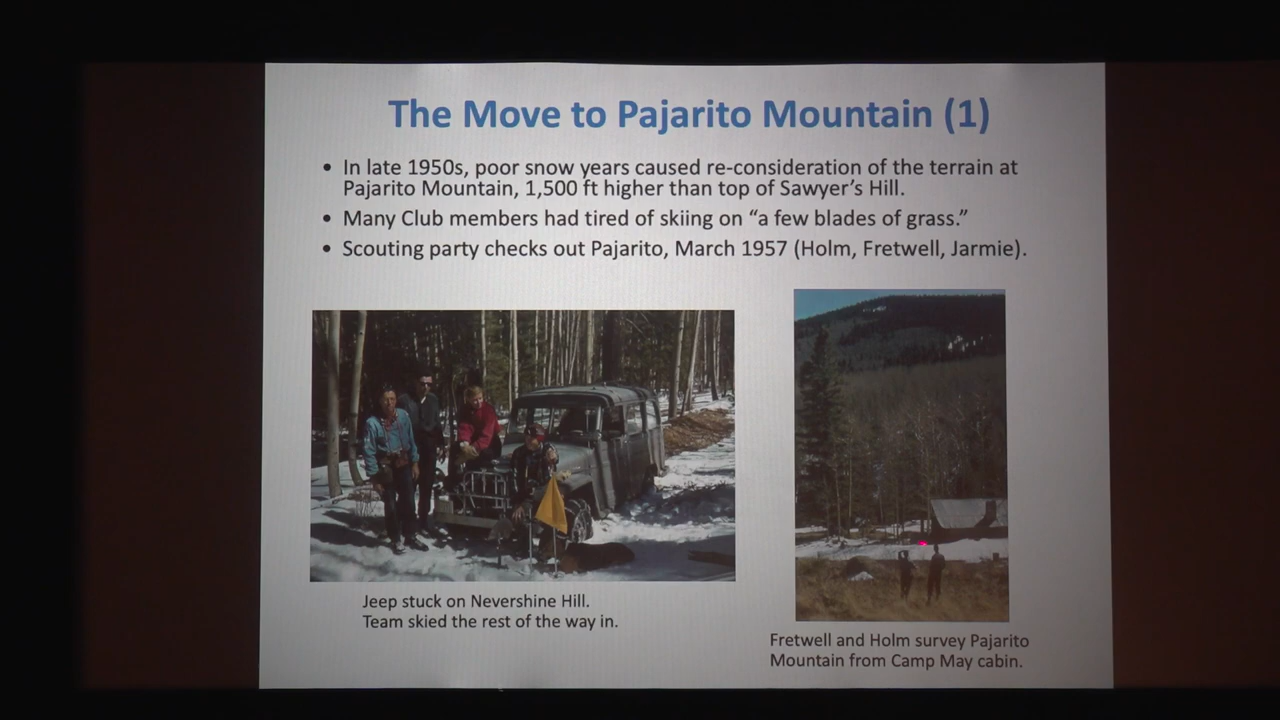 The Move to Pajarito Mountain (1)
• In late 1950s, poor snow years caused re-consideration of the terrain at
Pajarito Mountain, 1,500 ft higher than top of Sawyer's Hill.
• Many Club members had tired of skiing on "a few blades of grass."
• Scouting party checks out Pajarito, March 1957 (Holm, Fretwell, Jarmie).
Jeep stuck on Nevershine Hill.
Team skied the rest of the way in.
Fretwell and Holm survey Pajarito
Mountain from Camp May cabin.